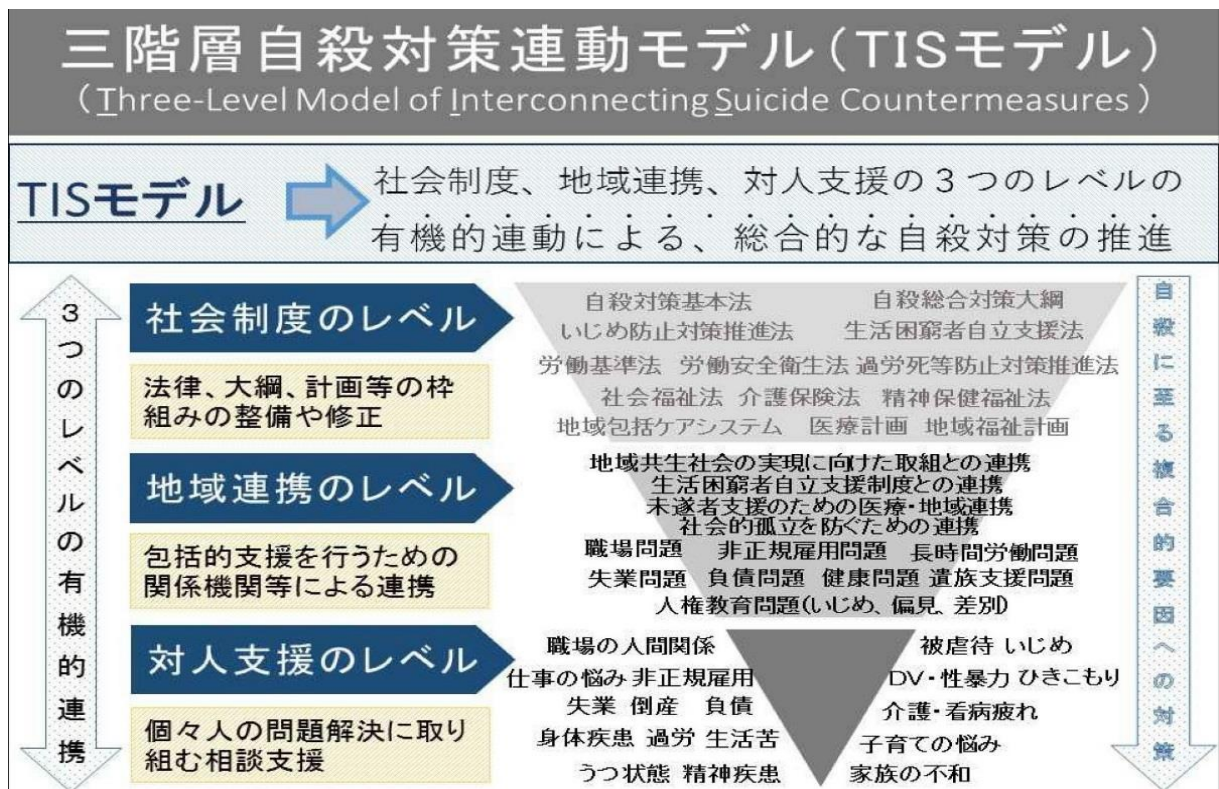 三階層自殺対策連動モデル(TISモデル)
(Three-Level Model of Interconnecting Suicide Countermeasures)
TISモデル
社会制度、地域連携、対人支援の3つのレベルの
有機的連動による、総合的な自殺対策の推進
3つのレベルの有機的連携
社会制度のレベル
法律、大綱、計画等の枠
組みの整備や修正
自殺対策基本法 自殺総合対策大綱
いじめ防止対策推進法 生活困窮者自立支援法
労働基準法 労働安全衛生法 過労死等防止対策推進法
社会福祉法 介護保険法 精神保健福祉法
地域包括ケアシステム 医療計画 地域福祉計画
地域連携のレベル
包括的支援を行うための
関係機関等による連携
地域共生社会の実現に向けた取組との連携
生活困窮者自立支援制度との連携
未遂者支援のための医療・地域連携
社会的孤立を防ぐための連携
職場問題 非正規雇用問題 長時間労働問題
失業問題 負債問題 健康問題 遺族支援問題
人権教育問題(いじめ、偏見、差別)
対人支援のレベル
個々人の問題解決に取り
組む相談支援
職場の人間関係 被虐待 いじめ
仕事の悩み 非正規雇用 DV・性暴力 ひきこもり
失業 倒産 負債 介護・看病疲れ
身体疾患 過労 生活苦 子育ての悩み
うつ状態 精神疾患 家族の不和
自殺に至る複合的要因への対策